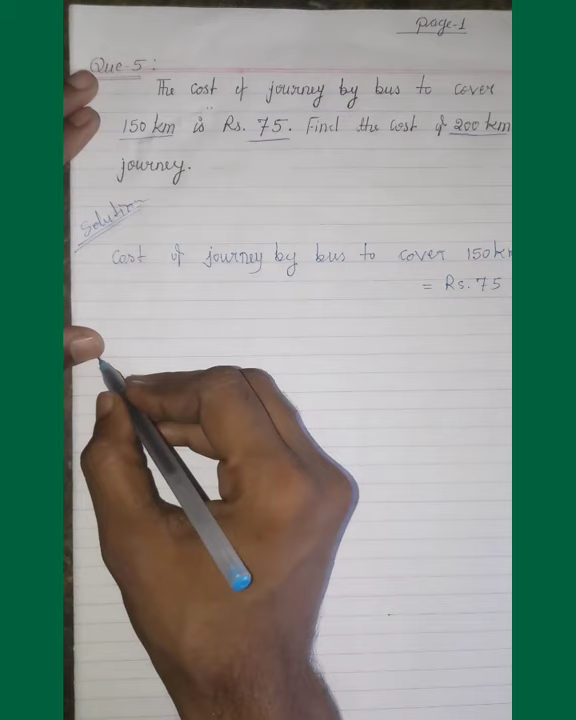 Page-1
Que-5:
The cost of journey by bus to cover
150 km is Rs. 75. Find the cost of 200 km
journey.
Solution
Cost of journey by bus to cover 150 km
= Rs. 75